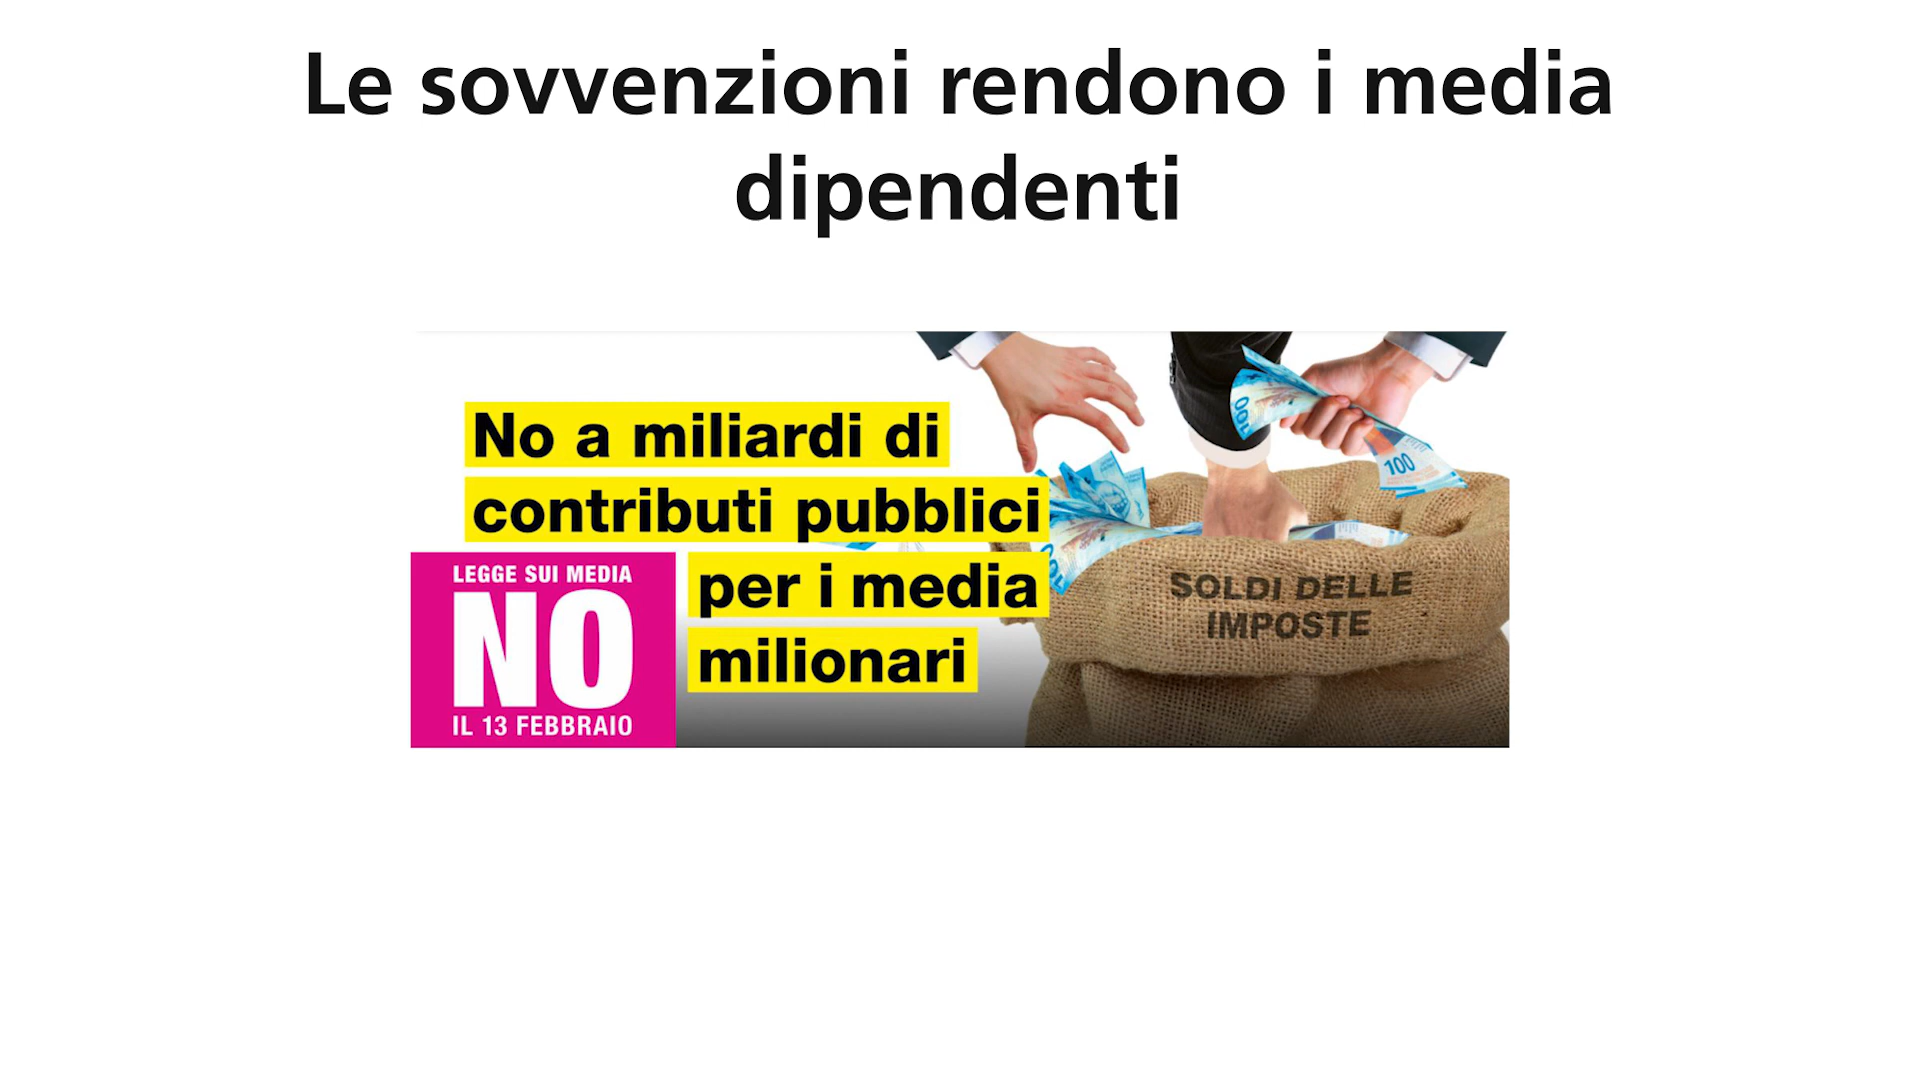 Le sovvenzioni rendono i media
dipendenti
No a miliardi di
contributi pubblici
per i media
milionari
LEGGE SUI MEDIA
NO
IL 13 FEBBRAIO
SOLDI DELLE
IMPOSTE
100
100